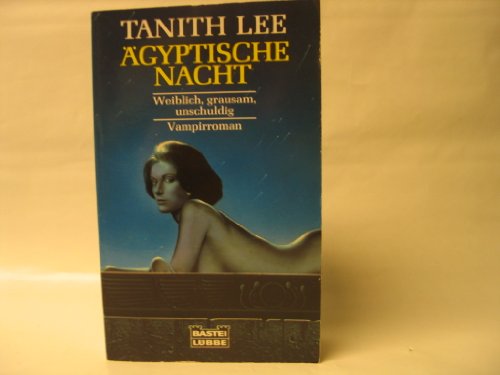 TANITH LEE
ÄGYPTISCHE
NACHT
Weiblich, grausam,
unschuldig
Vampirroman
BASTEI
LÜBBE